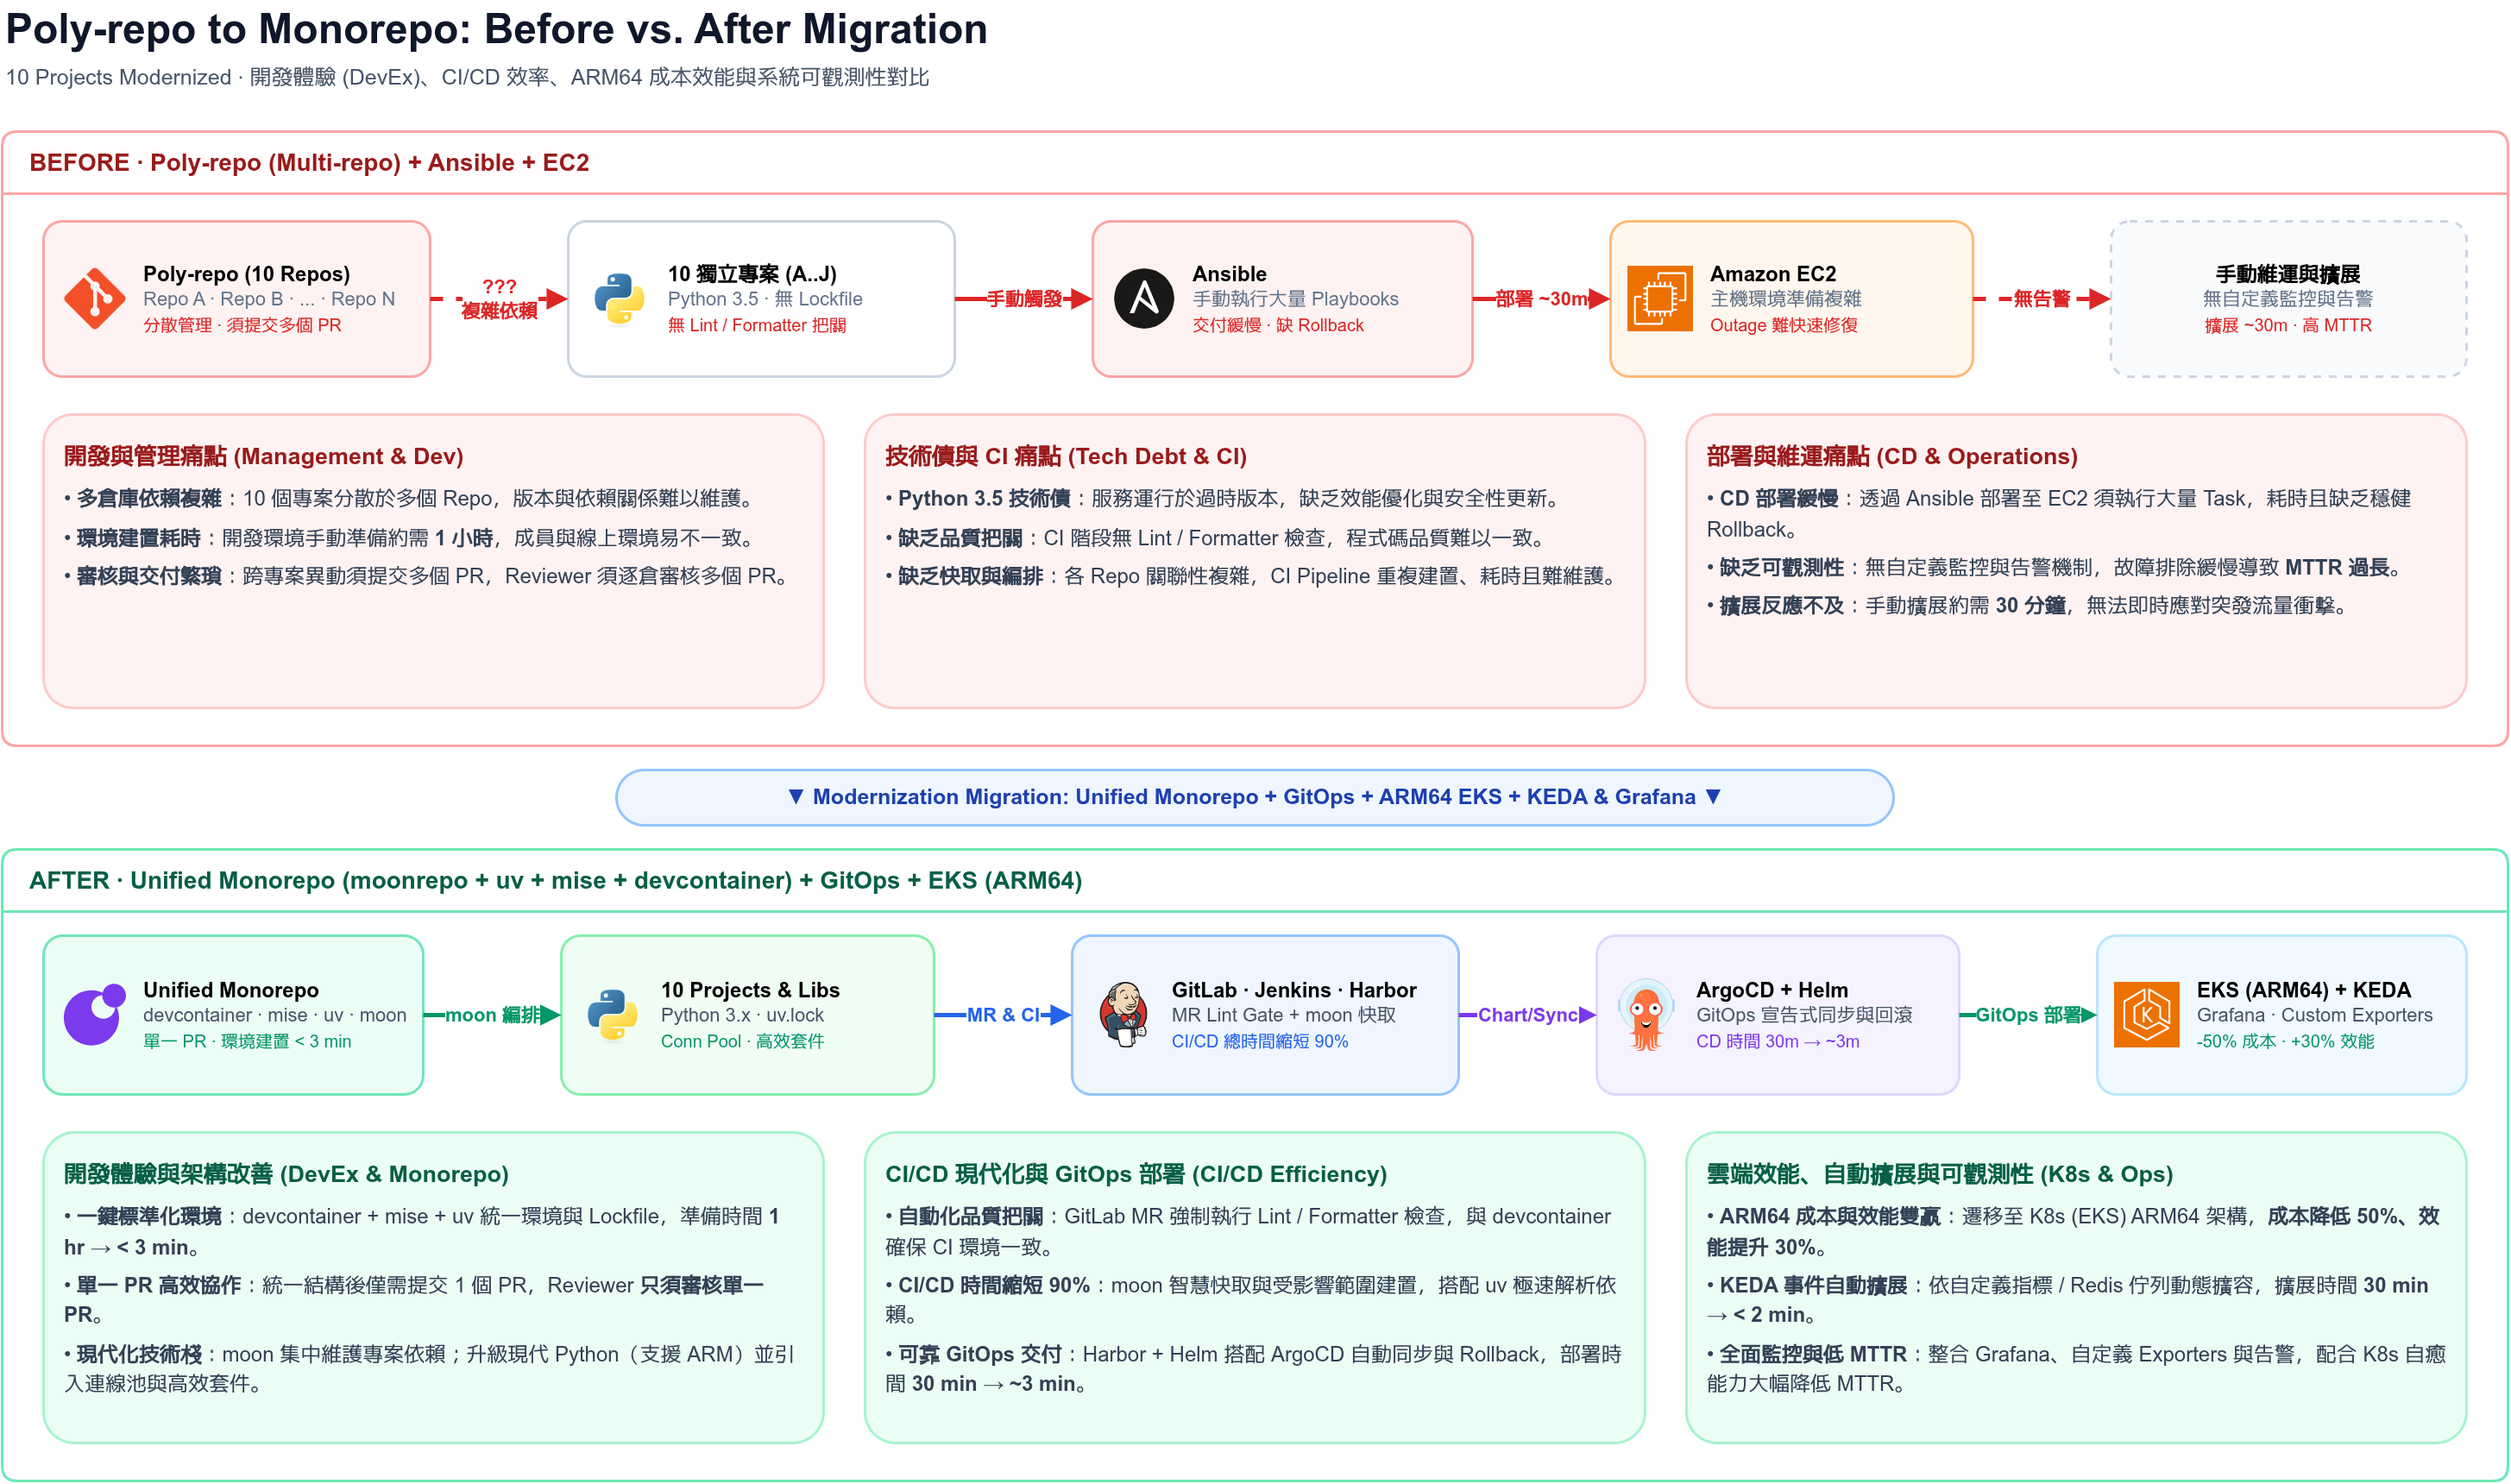 Poly-repo to Monorepo: Before vs. After Migration
10 Projects Modernized · 開發體驗 (DevEx)、CI/CD 效率、ARM64 成本效能與系統可觀測性對比
BEFORE · Poly-repo (Multi-repo) + Ansible + EC2
Poly-repo (10 Repos)
Repo A · Repo B · ... · Repo N
分散管理 · 須提交多個 PR
???
複雜依賴
10 獨立專案 (A..J)
Python 3.5 · 無 Lockfile
無 Lint / Formatter 把關
手動觸發
Ansible
手動執行大量 Playbooks
交付緩慢 · 缺 Rollback
部署 ~30m
Amazon EC2
主機環境準備複雜
Outage 難快速修復
無告警
手動維運與擴展
無自定義監控與告警
擴展 ~30m · 高 MTTR
開發與管理痛點 (Management & Dev)
• 多倉庫依賴複雜：10 個專案分散於多個 Repo，版本與依賴關係難以維護。
• 環境建置耗時：開發環境手動準備約需 1 小時，成員與線上環境易不一致。
• 審核與交付繁瑣：跨專案異動須提交多個 PR，Reviewer 須逐倉審核多個 PR。
技術債與 CI 痛點 (Tech Debt & CI)
• Python 3.5 技術債：服務運行於過時版本，缺乏效能優化與安全性更新。
• 缺乏品質把關：CI 階段無 Lint / Formatter 檢查，程式碼品質難以一致。
• 缺乏快取與編排：各 Repo 關聯性複雜，CI Pipeline 重複建置、耗時且難維護。
部署與維運痛點 (CD & Operations)
• CD 部署緩慢：透過 Ansible 部署至 EC2 須執行大量 Task，耗時且缺乏穩健
Rollback。
• 缺乏可觀測性：無自定義監控與告警機制，故障排除緩慢導致 MTTR 過長。
• 擴展反應不及：手動擴展約需 30 分鐘，無法即時應對突發流量衝擊。
▼ Modernization Migration: Unified Monorepo + GitOps + ARM64 EKS + KEDA & Grafana ▼
AFTER · Unified Monorepo (moonrepo + uv + mise + devcontainer) + GitOps + EKS (ARM64)
Unified Monorepo
devcontainer · mise · uv · moon
單一 PR · 環境建置 < 3 min
moon 編排
10 Projects & Libs
Python 3.x · uv.lock
Conn Pool · 高效套件
MR & CI
GitLab · Jenkins · Harbor
MR Lint Gate + moon 快取
CI/CD 總時間縮短 90%
Chart/Sync
ArgoCD + Helm
GitOps 宣告式同步與回滾
CD 時間 30m → ~3m
GitOps 部署
EKS (ARM64) + KEDA
Grafana · Custom Exporters
-50% 成本 · +30% 效能
開發體驗與架構改善 (DevEx & Monorepo)
• 一鍵標準化環境：devcontainer + mise + uv 統一環境與 Lockfile，準備時間 1
hr → < 3 min。
• 單一 PR 高效協作：統一結構後僅需提交 1 個 PR，Reviewer 只須審核單一
PR。
• 現代化技術棧：moon 集中維護專案依賴；升級現代 Python（支援 ARM）並引
入連線池與高效套件。
CI/CD 現代化與 GitOps 部署 (CI/CD Efficiency)
• 自動化品質把關：GitLab MR 強制執行 Lint / Formatter 檢查，與 devcontainer
確保 CI 環境一致。
• CI/CD 時間縮短 90%：moon 智慧快取與受影響範圍建置，搭配 uv 極速解析依
賴。
• 可靠 GitOps 交付：Harbor + Helm 搭配 ArgoCD 自動同步與 Rollback，部署時
間 30 min → ~3 min。
雲端效能、自動擴展與可觀測性 (K8s & Ops)
• ARM64 成本與效能雙贏：遷移至 K8s (EKS) ARM64 架構，成本降低 50%、效
能提升 30%。
• KEDA 事件自動擴展：依自定義指標 / Redis 佇列動態擴容，擴展時間 30 min
→ < 2 min。
• 全面監控與低 MTTR：整合 Grafana、自定義 Exporters 與告警，配合 K8s 自癒
能力大幅降低 MTTR。